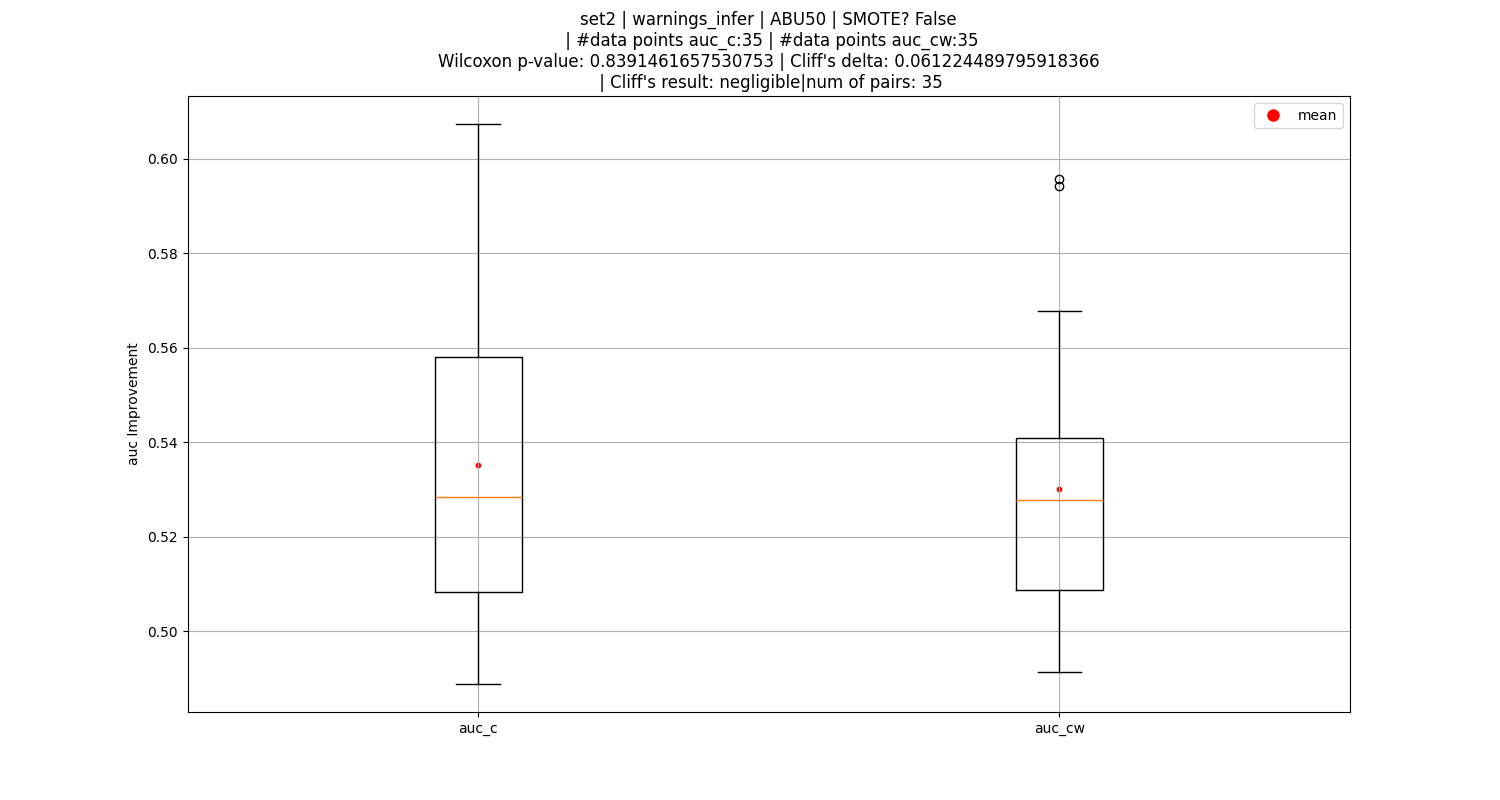 set2 | warnings_infer | ABU50 | SMOTE? False
| #data points auc_c:35 | #data points auc_cw:35
Wilcoxon p-value: 0.8391461657530753 | Cliff's delta: 0.061224489795918366
| Cliff's result: negligible|num of pairs: 35
mean
0.60
0.58
0.56
0.54
0.52
0.50
auc Improvement
auc_c
auc_cw